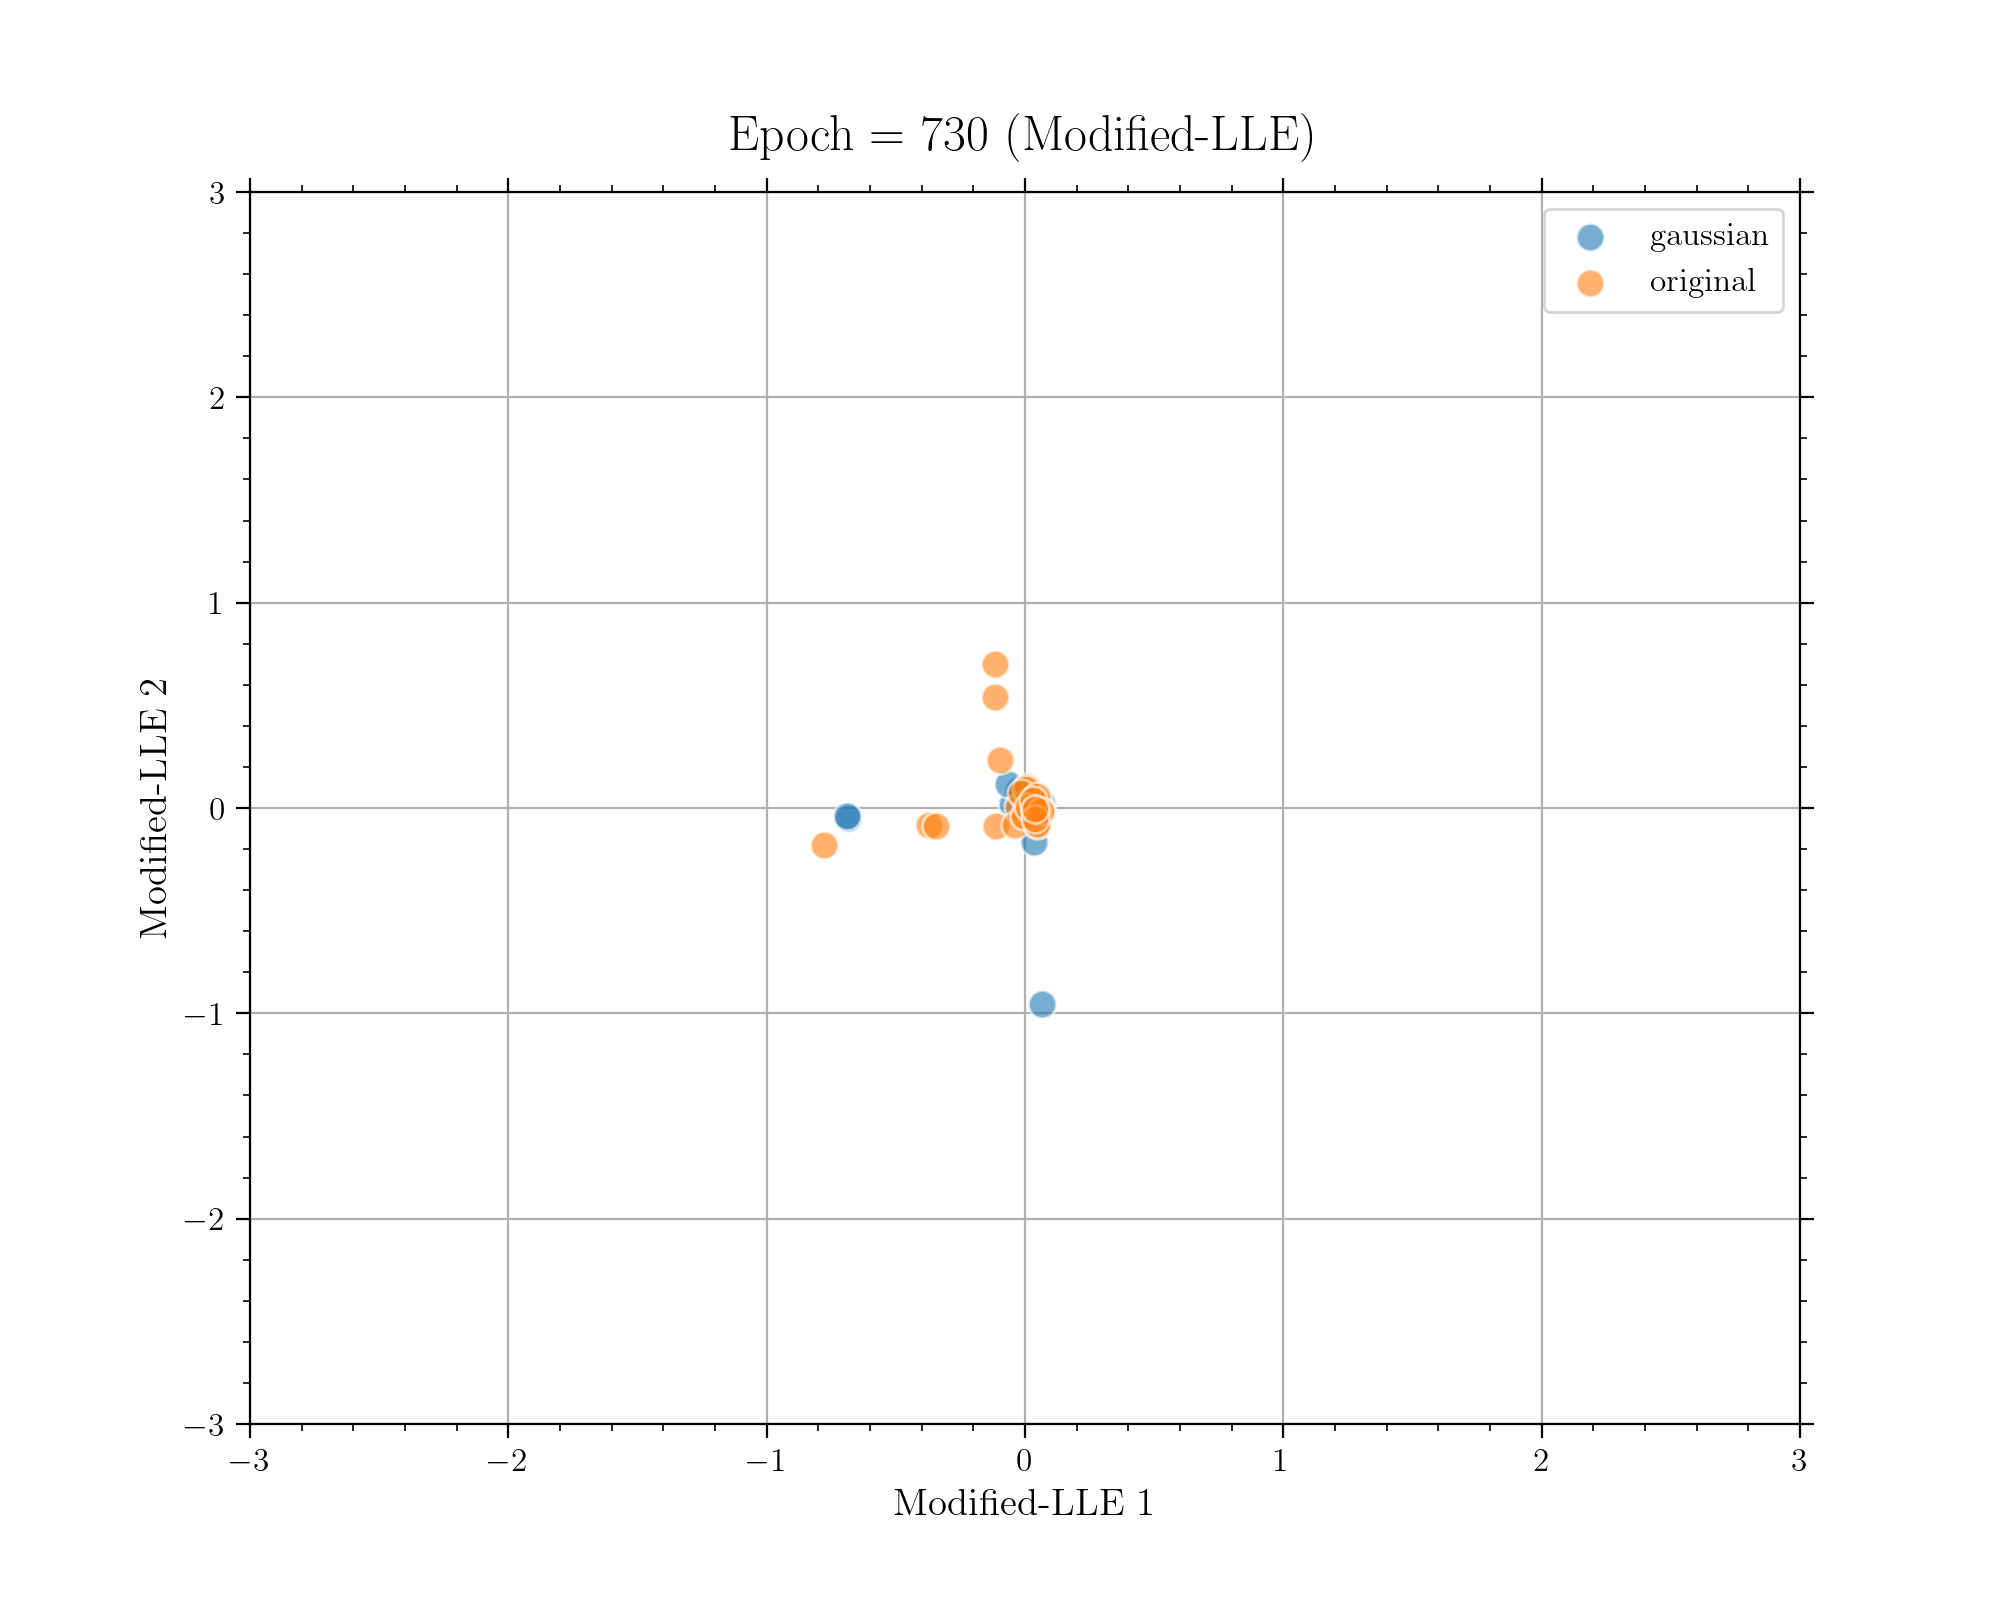 Epoch = 730 (Modified-LLE)
gaussian
original
3
2
1
0
−1
−2
−3
Modified-LLE 2
−3
−2
−1
0
1
2
3
Modified-LLE 1